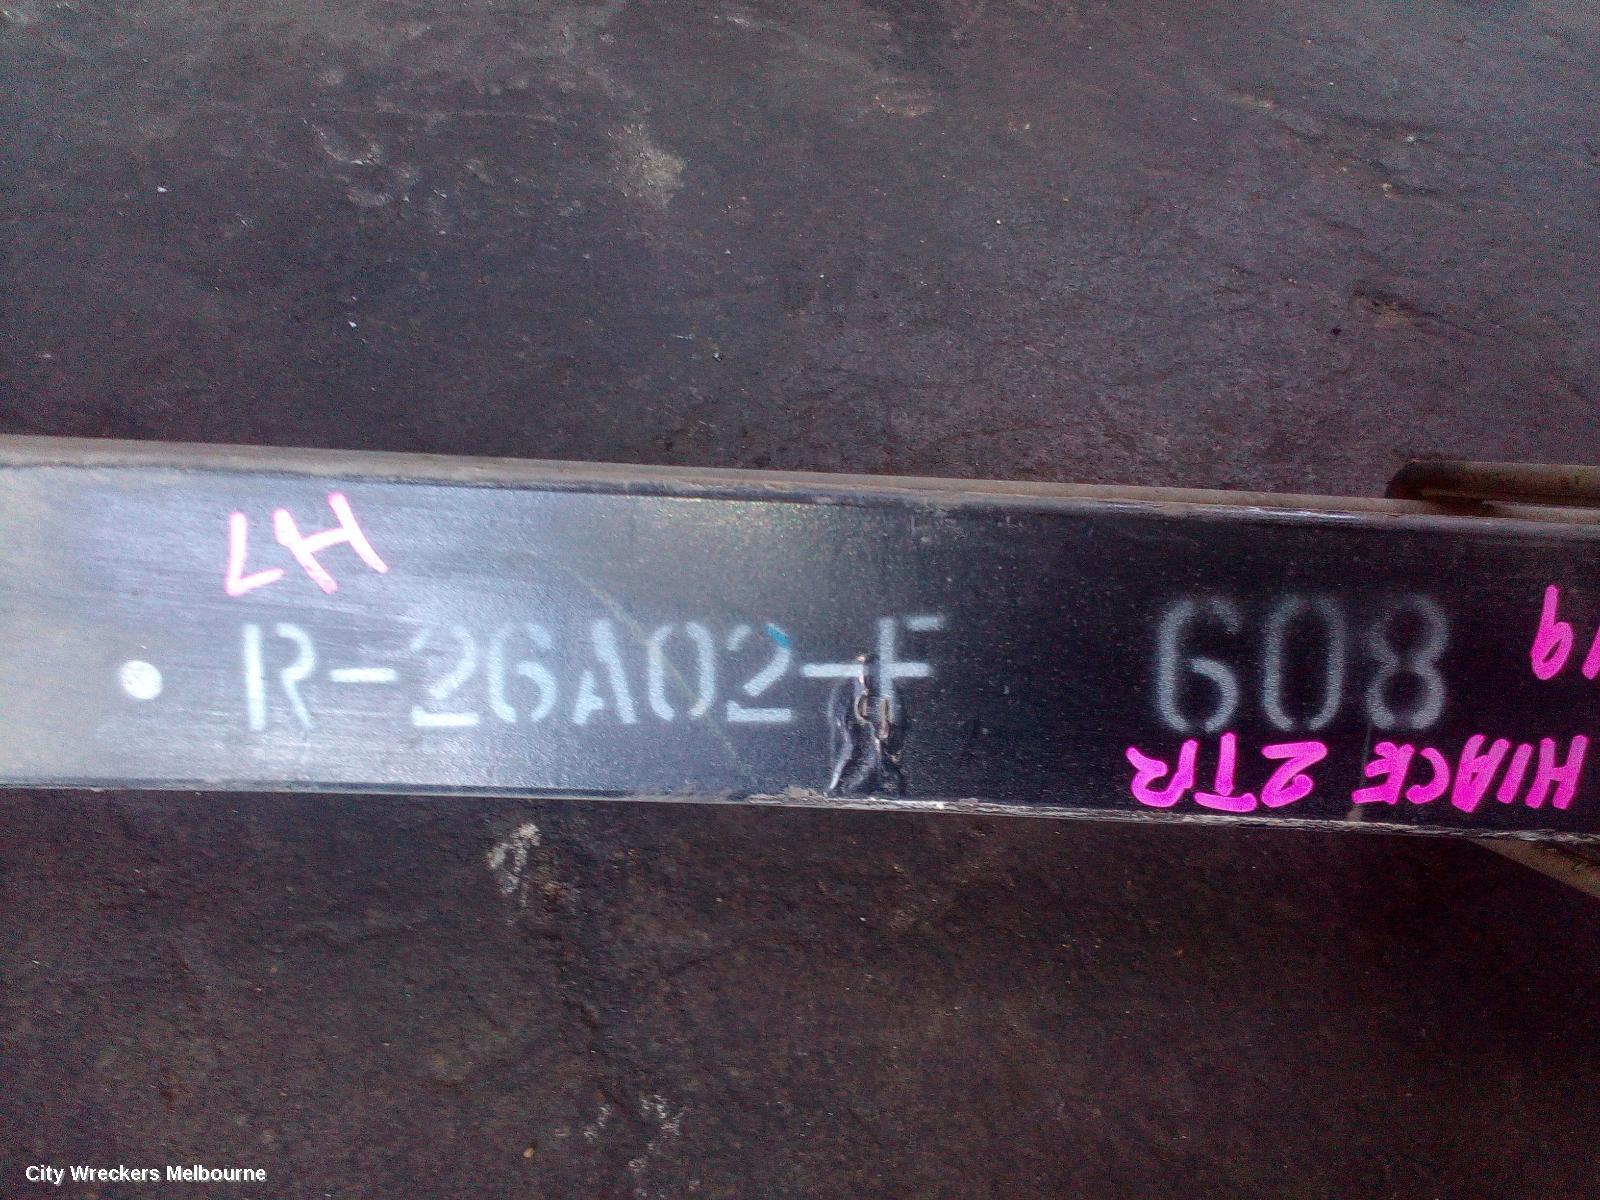 LH
R-26A02-F 608
HIACE 2TR
City Wreckers Melbourne